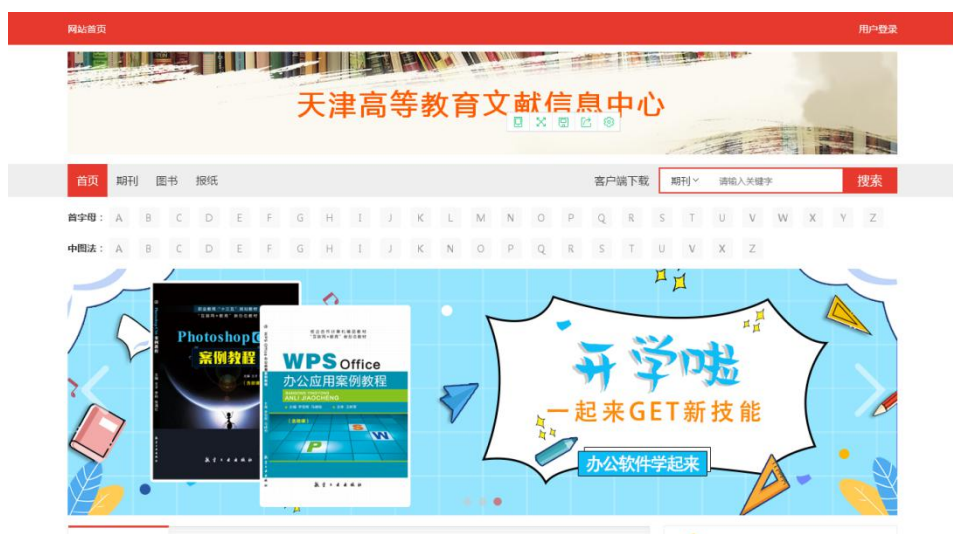 网站首页 用户登录
天津高等教育文献信息中心
首页 期刊 图书 报纸 客户端下载 期刊 请输入关键字 搜索
首字母： A B C D E F G H I J K L M N O P Q R S T U V W X Y Z
中图法： A B C D E F G H I J K N O P Q R S T U V X Z
Photoshop
案例教程
WPS Office
办公应用案例教程
ANLI JIAOCHENG
P S W
开学啦
一起来GET新技能
办公软件学起来